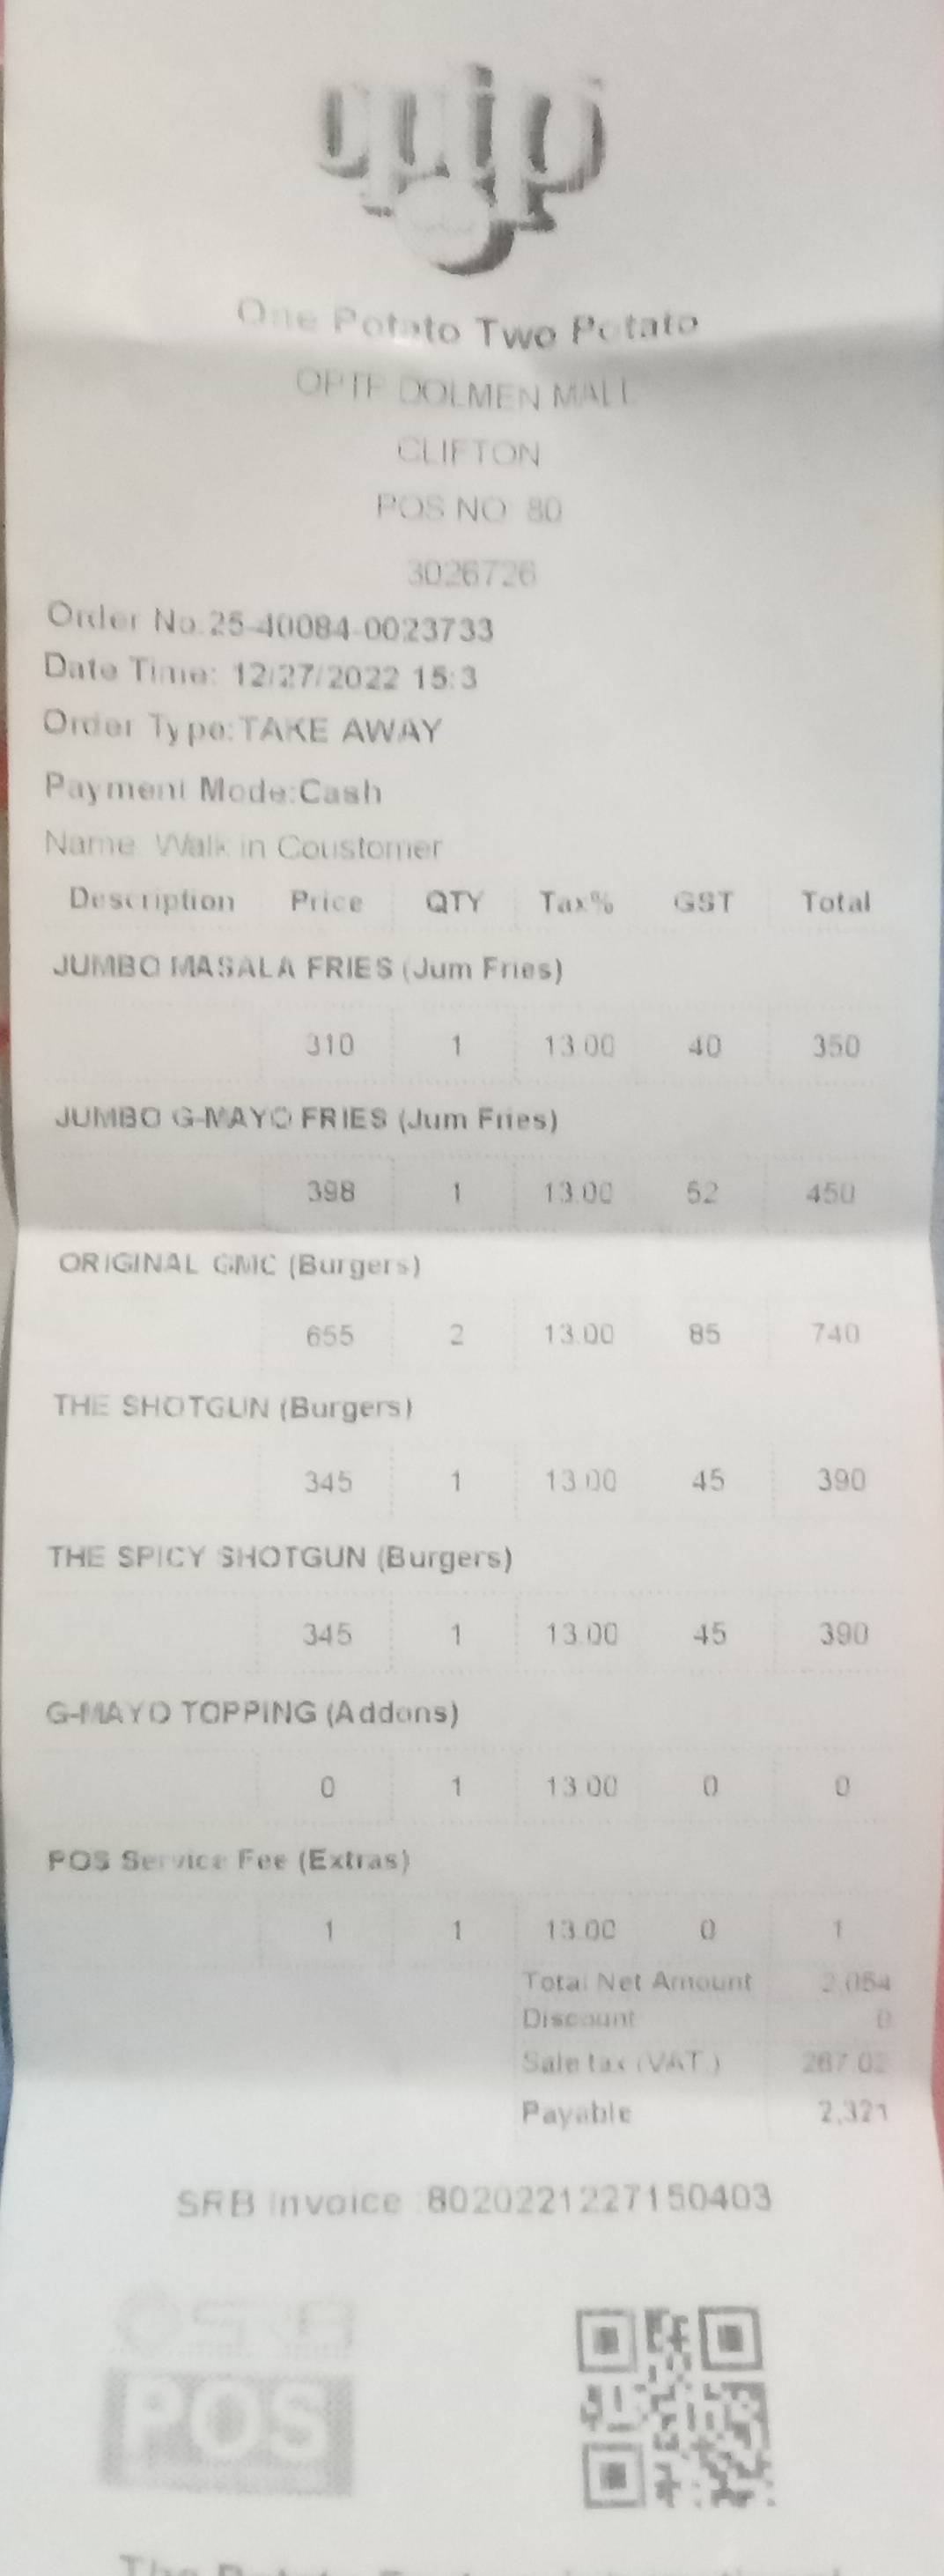 One Potato Two Potato
OPTP DOLMEN MALL
CLIFTON
POS NO 80
3026726
Order No.25-40084-0023733
Date Time: 12/27/2022 15:3
Order Type:TAKE AWAY
Payment Mode:Cash
Name: Walk in Coustomer
Description Price QTY Tax% GST Total
JUMBO MASALA FRIES (Jum Fries)
310 1 13.00 40 350
JUMBO G-MAYO FRIES (Jum Fries)
398 1 13.00 52 450
ORIGINAL GMC (Burgers)
655 2 13.00 85 740
THE SHOTGUN (Burgers)
345 1 13.00 45 390
THE SPICY SHOTGUN (Burgers)
345 1 13.00 45 390
G-MAYO TOPPING (Addons)
0 1 13.00 0 0
POS Service Fee (Extras)
1 1 13.00 0 1
Total Net Amount 2,054
Discount 0
Sale tax (VAT.) 267.02
Payable 2,321
SRB Invoice :8020221227150403
SRB
POS